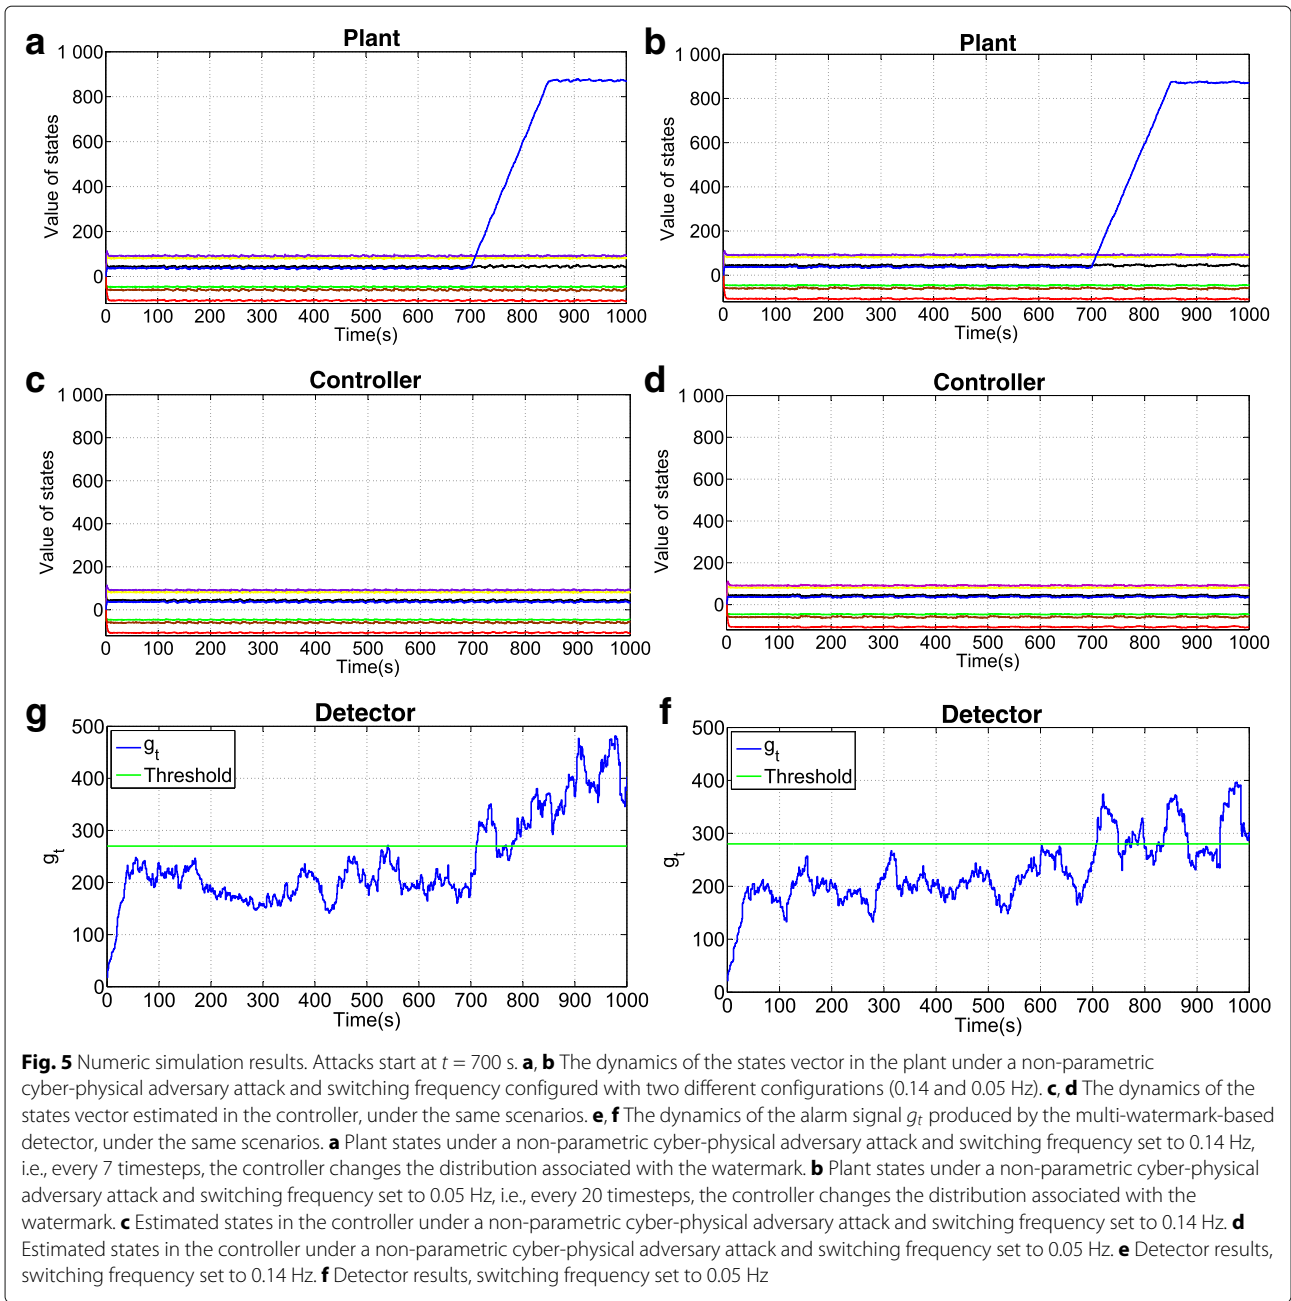 a
Plant
1 000
800
600
400
200
0
Value of states
0 100 200 300 400 500 600 700 800 900 1000
Time(s)
b
Plant
1 000
800
600
400
200
0
Value of states
0 100 200 300 400 500 600 700 800 900 1000
Time(s)
c
Controller
1 000
800
600
400
200
0
Value of states
0 100 200 300 400 500 600 700 800 900 1000
Time(s)
d
Controller
1 000
800
600
400
200
0
Value of states
0 100 200 300 400 500 600 700 800 900 1000
Time(s)
g
Detector
500
400
300
200
100
0
g_t
g_t
Threshold
0 100 200 300 400 500 600 700 800 900 1000
Time(s)
f
Detector
500
400
300
200
100
0
g_t
g_t
Threshold
0 100 200 300 400 500 600 700 800 900 1000
Time(s)
Fig. 5 Numeric simulation results. Attacks start at t = 700 s. a, b The dynamics of the states vector in the plant under a non-parametric
cyber-physical adversary attack and switching frequency configured with two different configurations (0.14 and 0.05 Hz). c, d The dynamics of the
states vector estimated in the controller, under the same scenarios. e, f The dynamics of the alarm signal g_t produced by the multi-watermark-based
detector, under the same scenarios. a Plant states under a non-parametric cyber-physical adversary attack and switching frequency set to 0.14 Hz,
i.e., every 7 timesteps, the controller changes the distribution associated with the watermark. b Plant states under a non-parametric cyber-physical
adversary attack and switching frequency set to 0.05 Hz, i.e., every 20 timesteps, the controller changes the distribution associated with the
watermark. c Estimated states in the controller under a non-parametric cyber-physical adversary attack and switching frequency set to 0.14 Hz. d
Estimated states in the controller under a non-parametric cyber-physical adversary attack and switching frequency set to 0.05 Hz. e Detector results,
switching frequency set to 0.14 Hz. f Detector results, switching frequency set to 0.05 Hz